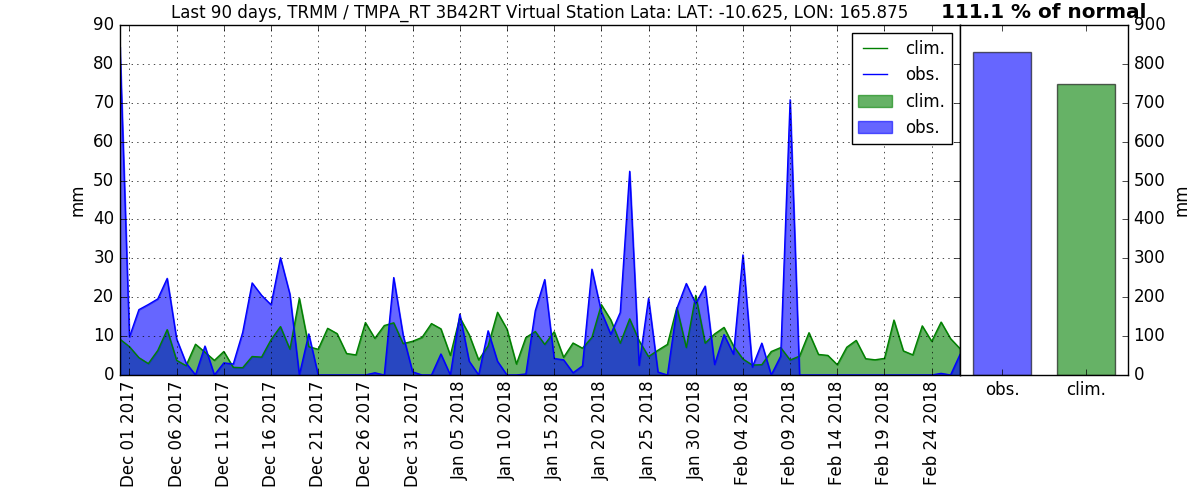 Last 90 days, TRMM / TMPA_RT 3B42RT Virtual Station Lata: LAT: -10.625, LON: 165.875
111.1 % of normal
90
80
70
60
50
40
30
20
10
0
mm
clim.
obs.
clim.
obs.
900
800
700
600
500
400
300
200
100
0
mm
obs.
clim.
Dec 01 2017
Dec 06 2017
Dec 11 2017
Dec 16 2017
Dec 21 2017
Dec 26 2017
Dec 31 2017
Jan 05 2018
Jan 10 2018
Jan 15 2018
Jan 20 2018
Jan 25 2018
Jan 30 2018
Feb 04 2018
Feb 09 2018
Feb 14 2018
Feb 19 2018
Feb 24 2018